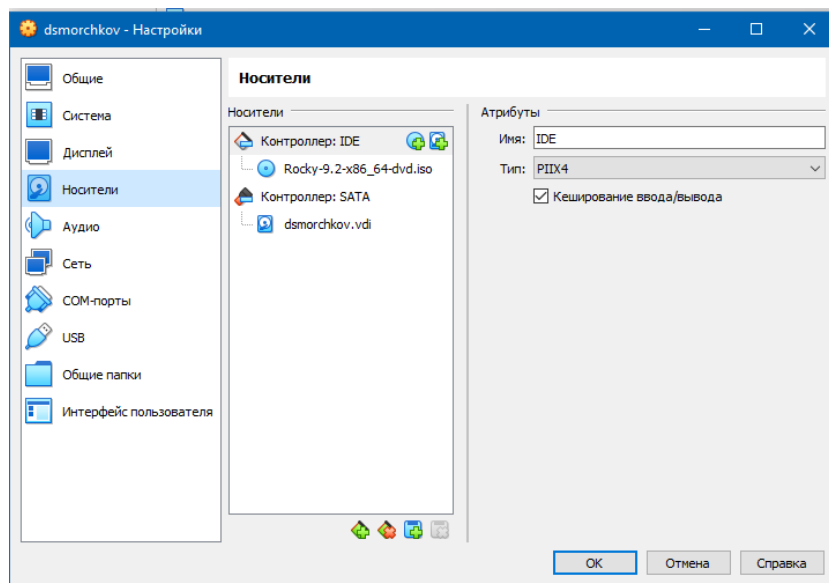 dsmorchkov - Настройки
Общие
Система
Дисплей
Носители
Аудио
Сеть
COM-порты
USB
Общие папки
Интерфейс пользователя
Носители
Носители
Контроллер: IDE
Rocky-9.2-x86_64-dvd.iso
Контроллер: SATA
dsmorchkov.vdi
Атрибуты
Имя: IDE
Тип: PIIX4
Кеширование ввода/вывода
OK Отмена Справка